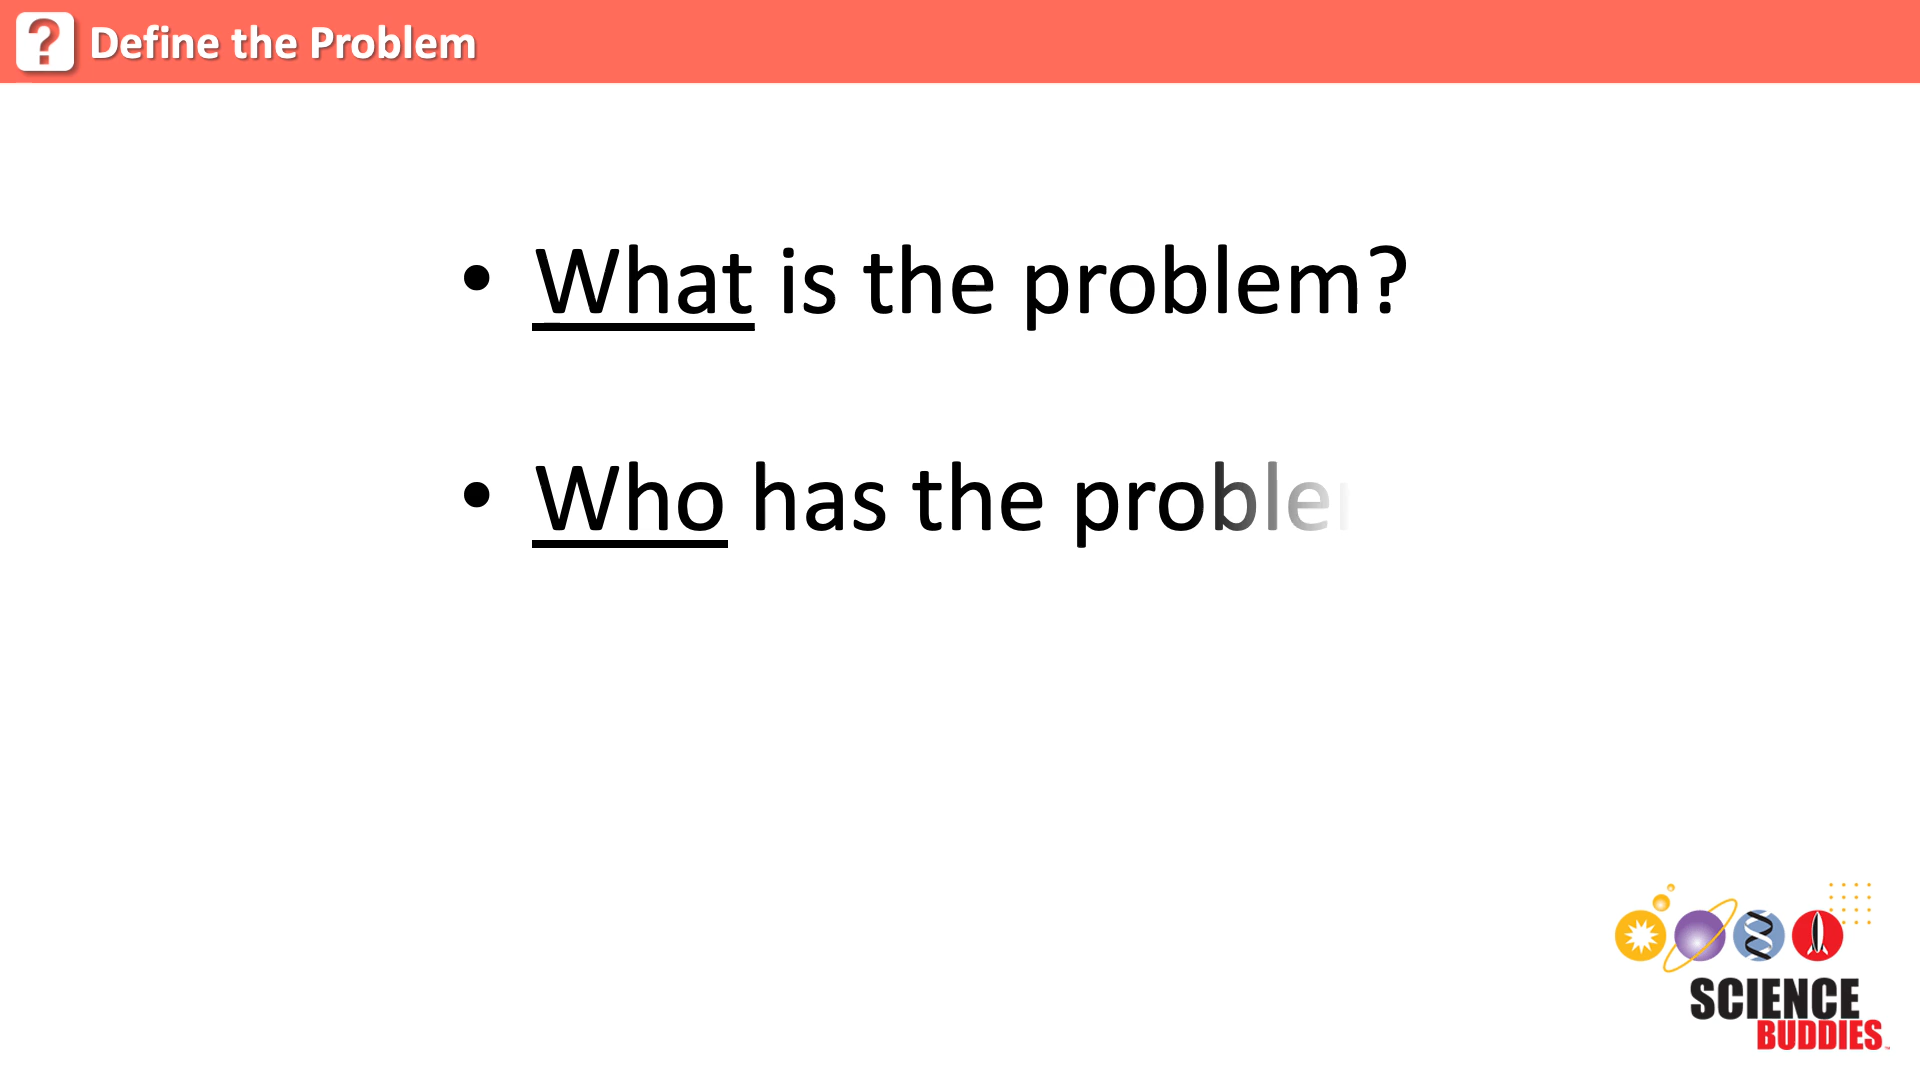 ? Define the Problem
• What is the problem?
• Who has the proble
SCIENCE
BUDDIES